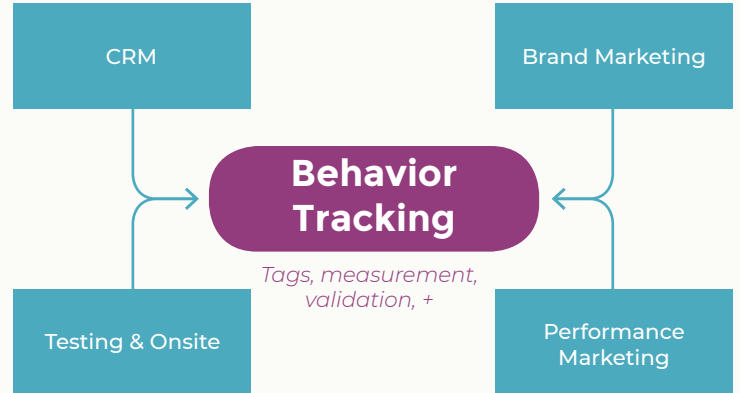 CRM
Brand Marketing
Behavior
Tracking
Tags, measurement,
validation, +
Testing & Onsite
Performance
Marketing